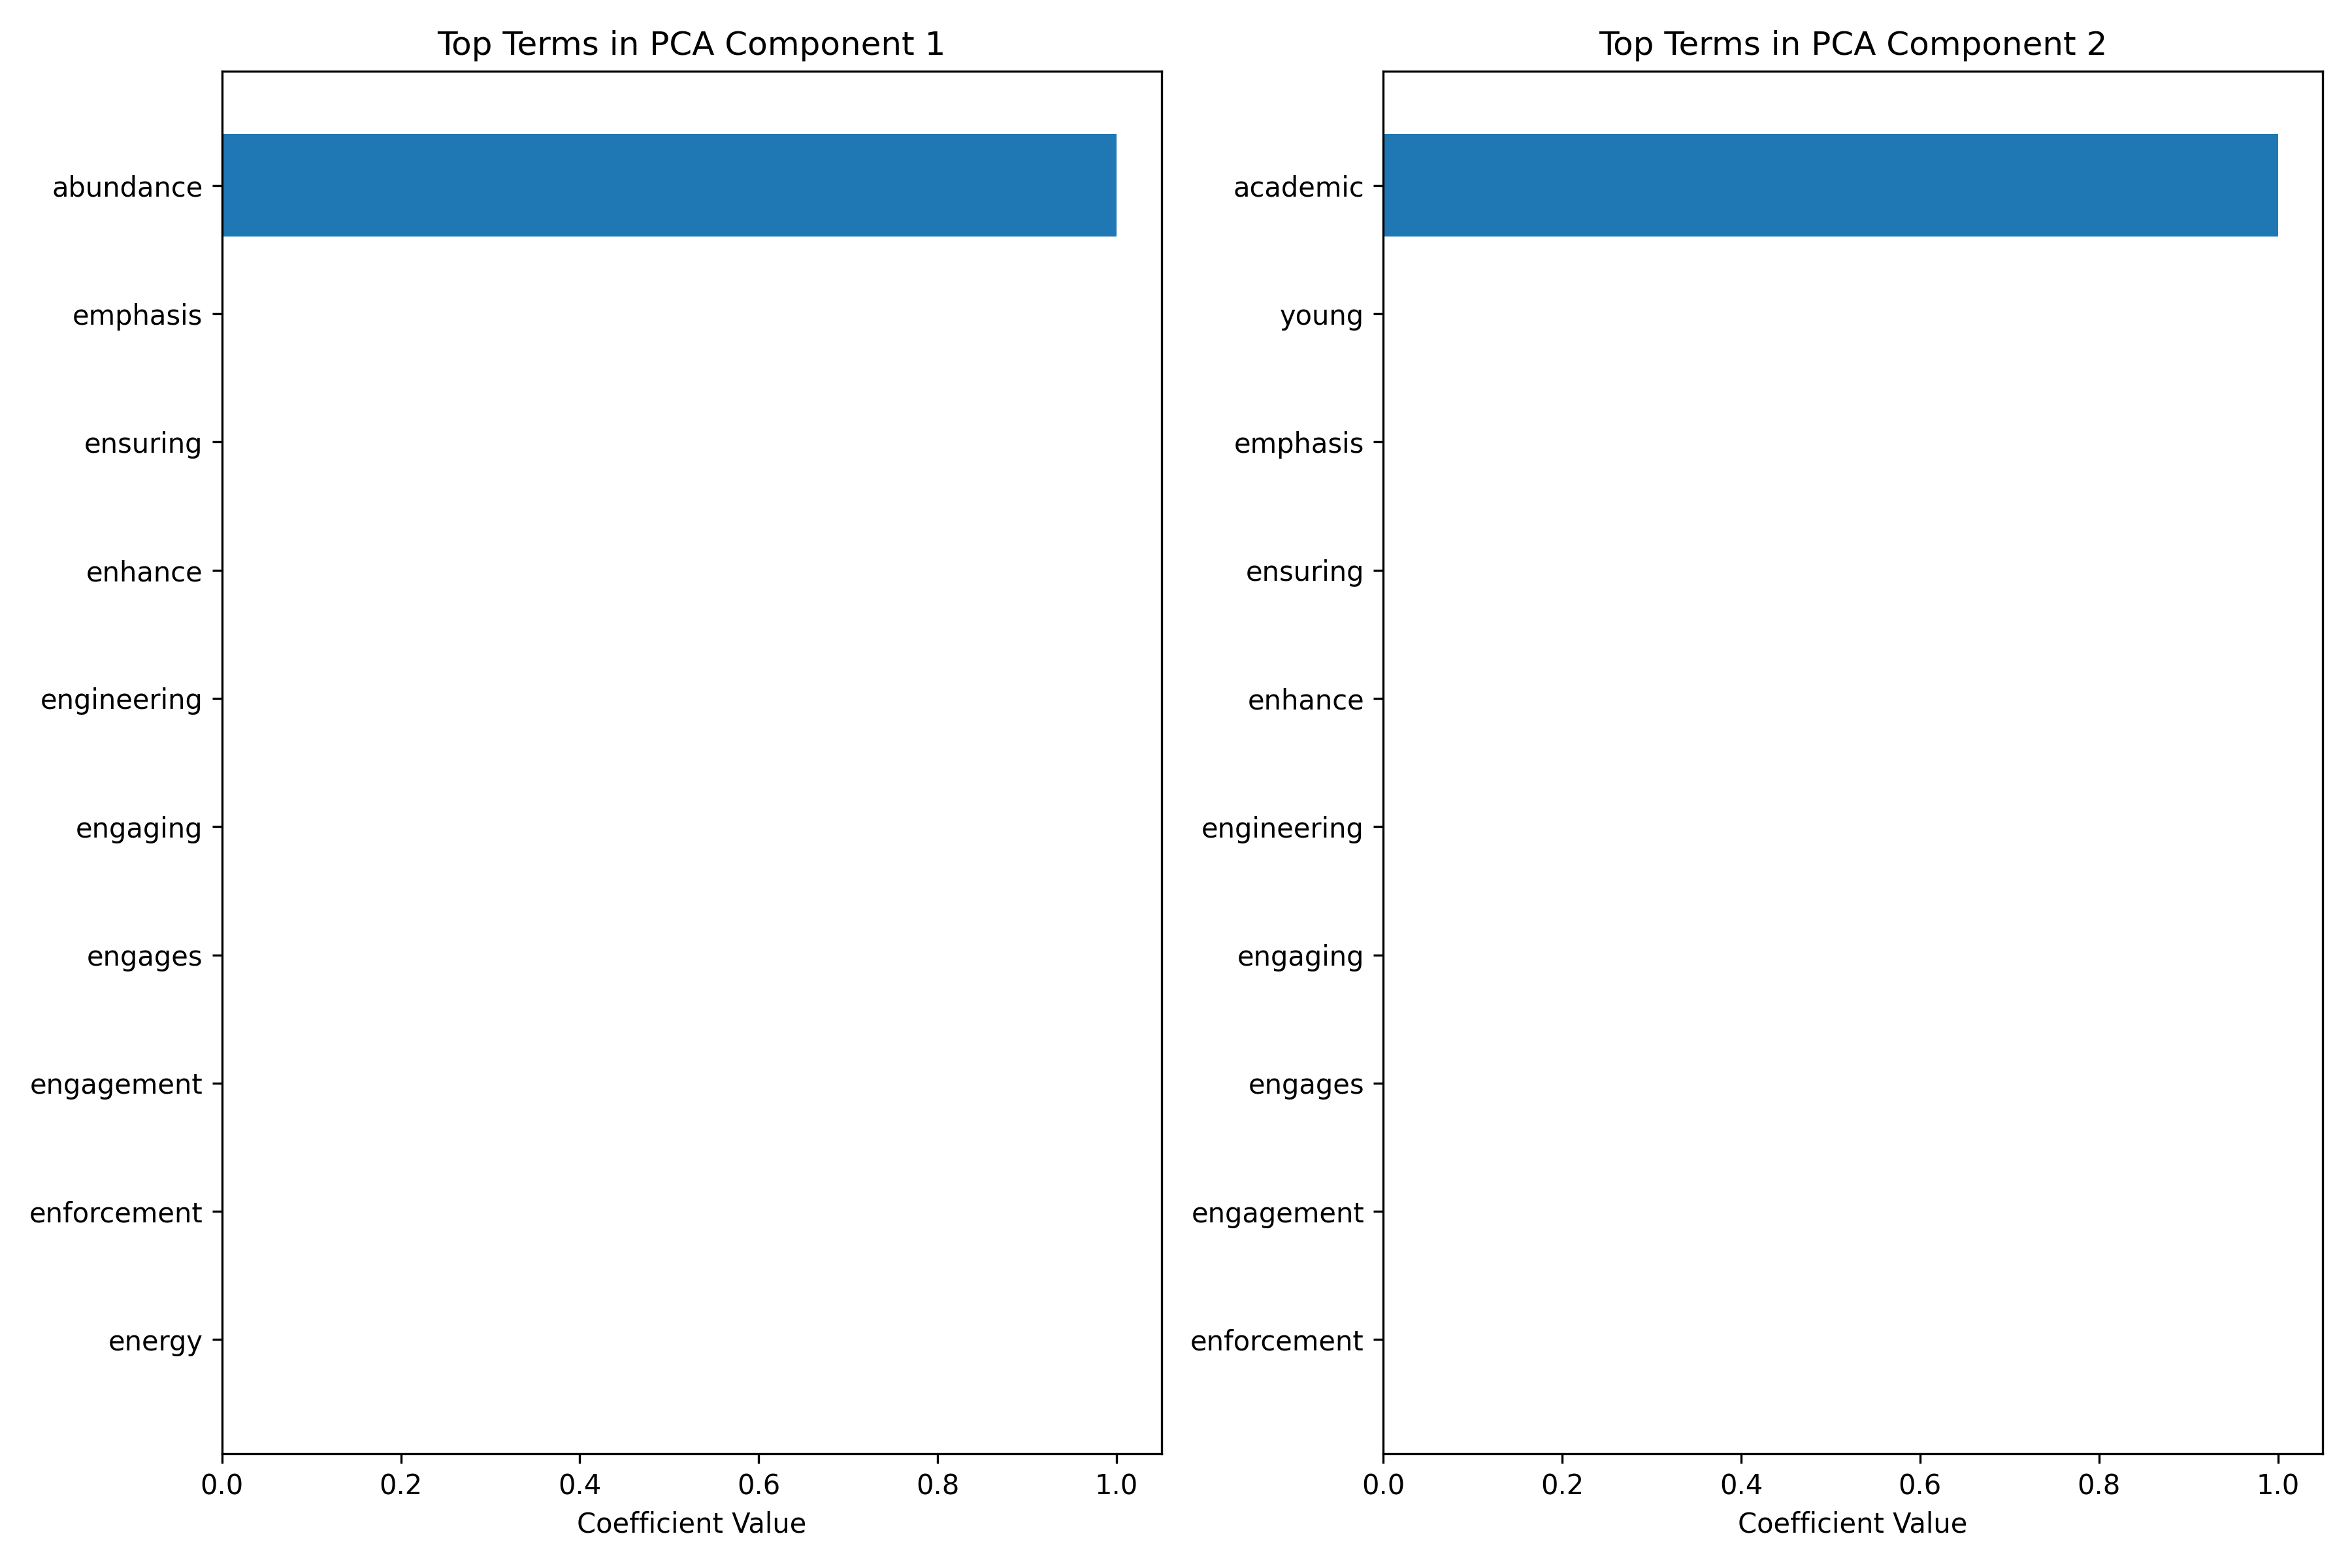 Top Terms in PCA Component 1
abundance
emphasis
ensuring
enhance
engineering
engaging
engages
engagement
enforcement
energy
0.0 0.2 0.4 0.6 0.8 1.0
Coefficient Value
Top Terms in PCA Component 2
academic
young
emphasis
ensuring
enhance
engineering
engaging
engages
engagement
enforcement
0.0 0.2 0.4 0.6 0.8 1.0
Coefficient Value